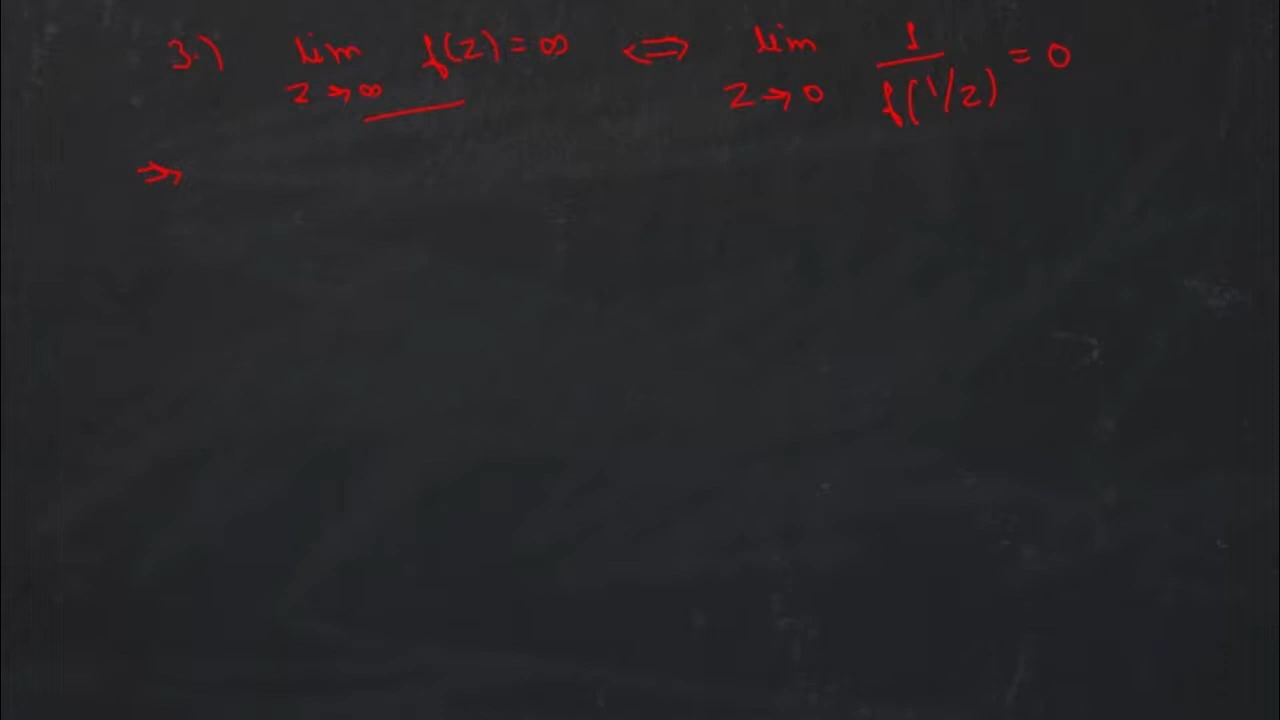 3.) lim z→∞ f(z) = ∞ ⇔ lim z→0 1/f(1/z) = 0
⇒